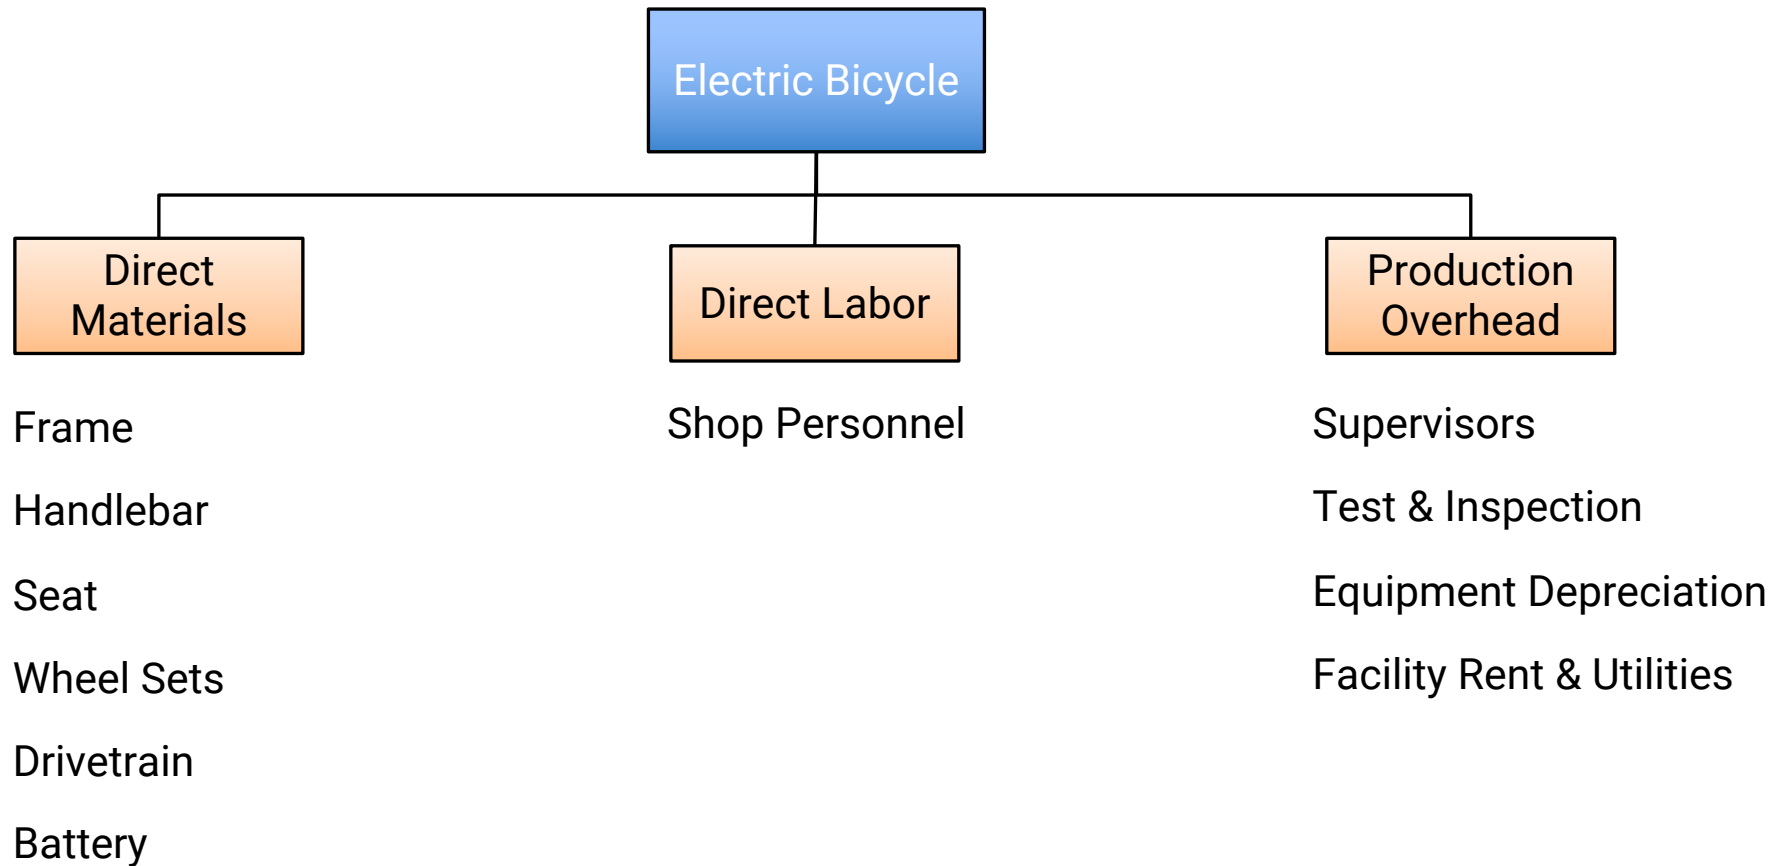 Electric Bicycle
Direct
Materials
Direct Labor
Production
Overhead
Frame
Handlebar
Seat
Wheel Sets
Drivetrain
Battery
Shop Personnel
Supervisors
Test & Inspection
Equipment Depreciation
Facility Rent & Utilities